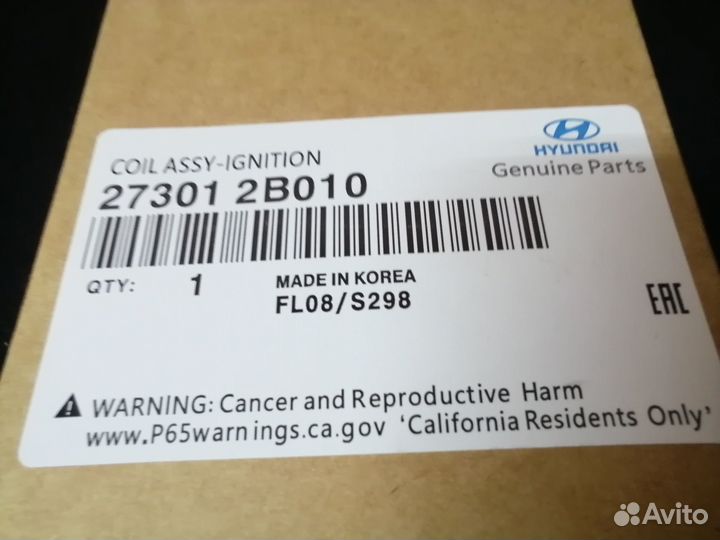 HYUNDAI
COIL ASSY-IGNITION
Genuine Parts
27301 2B010
QTY: 1 MADE IN KOREA
FL08/S298
EAC
WARNING: Cancer and Reproductive Harm
www.P65warnings.ca.gov 'California Residents Only'
Avito